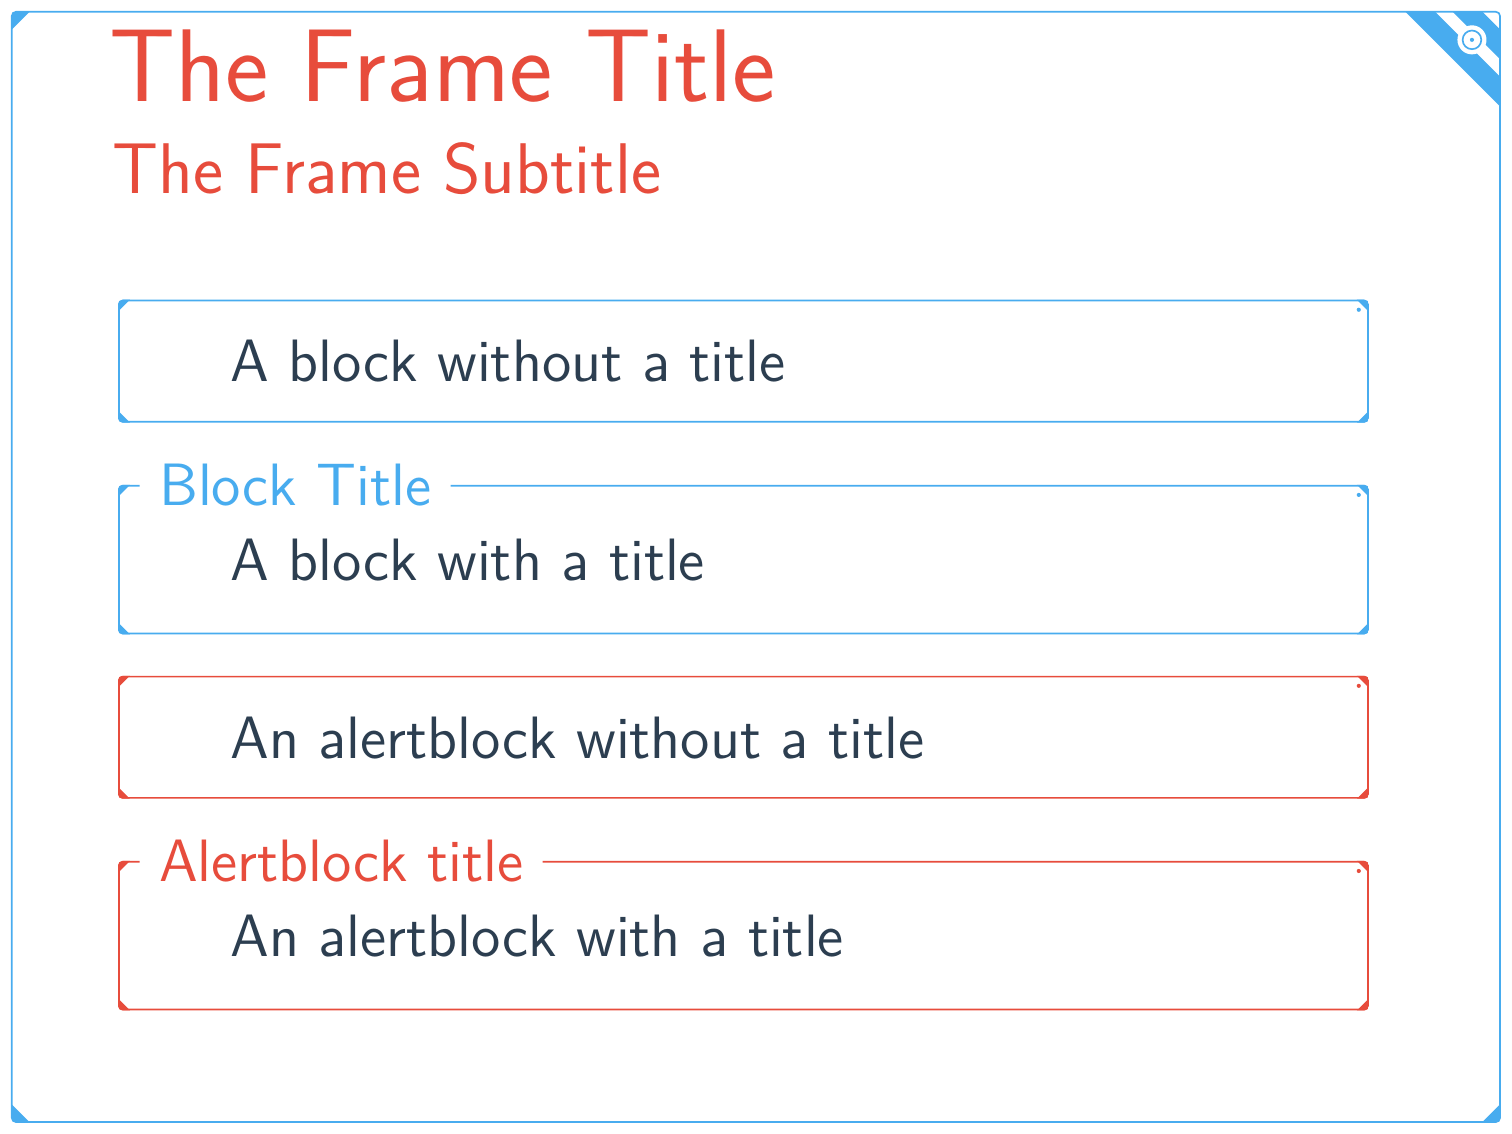 The Frame Title
The Frame Subtitle
A block without a title
Block Title
A block with a title
An alertblock without a title
Alertblock title
An alertblock with a title